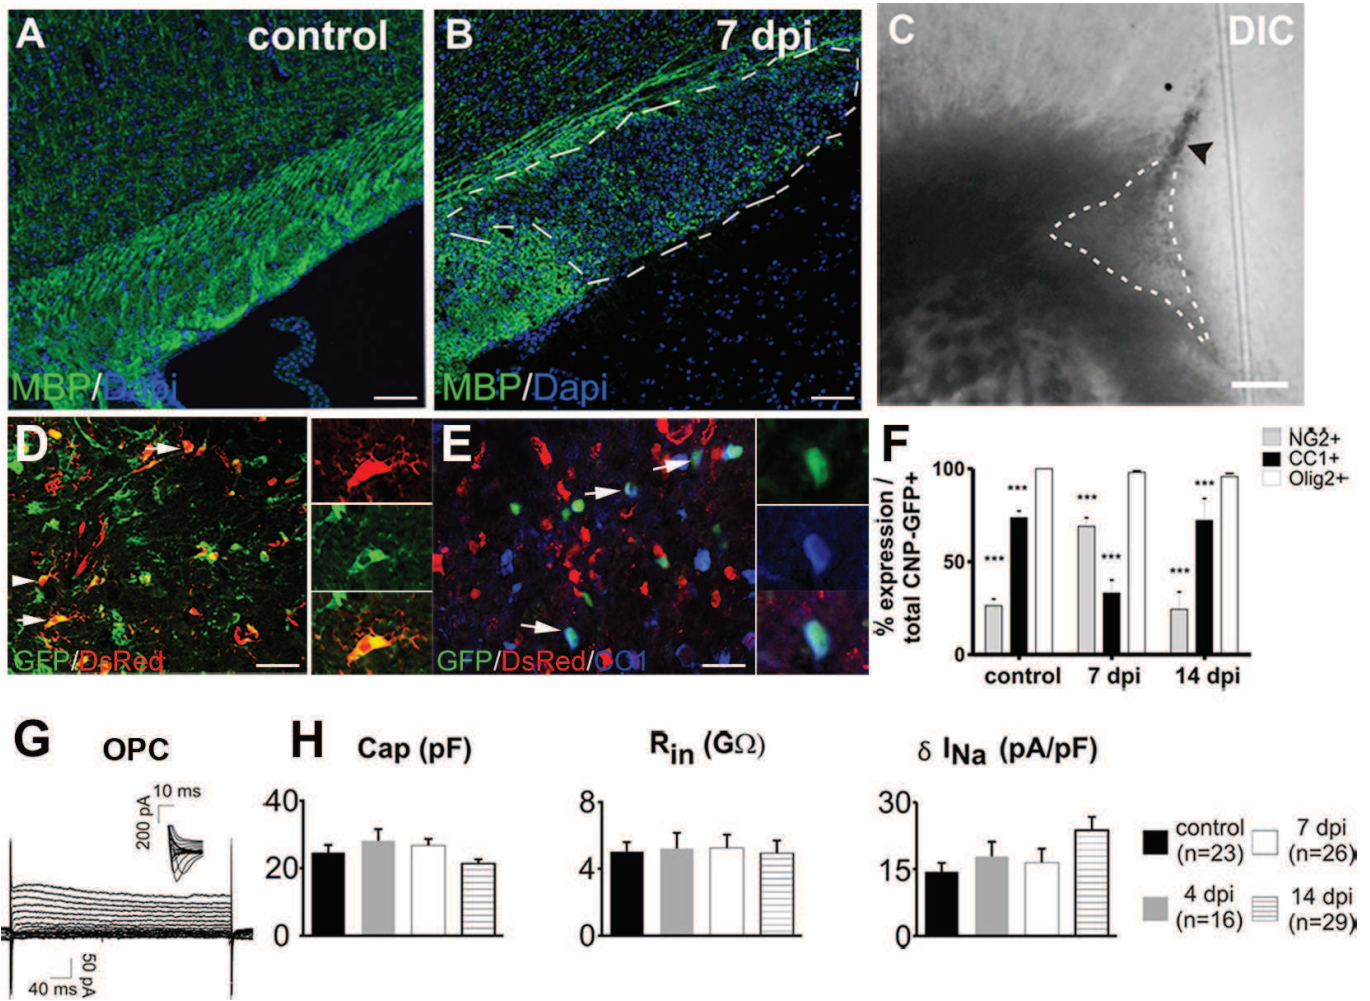 A control
B 7 dpi
C DIC
MBP/Dapi
MBP/Dapi
D
E
F
NG2+
CC1+
Olig2+
% expression /
total CNP-GFP+
100
50
0
*** *** *** *** *** ***
control 7 dpi 14 dpi
GFP/DsRed
GFP/DsRed/CC1
G OPC
10 ms
200 pA
50 pA
40 ms
H Cap (pF)
40
20
0
Rin (GΩ)
8
4
0
δ INa (pA/pF)
30
15
0
control
(n=23)
7 dpi
(n=26)
4 dpi
(n=16)
14 dpi
(n=29)